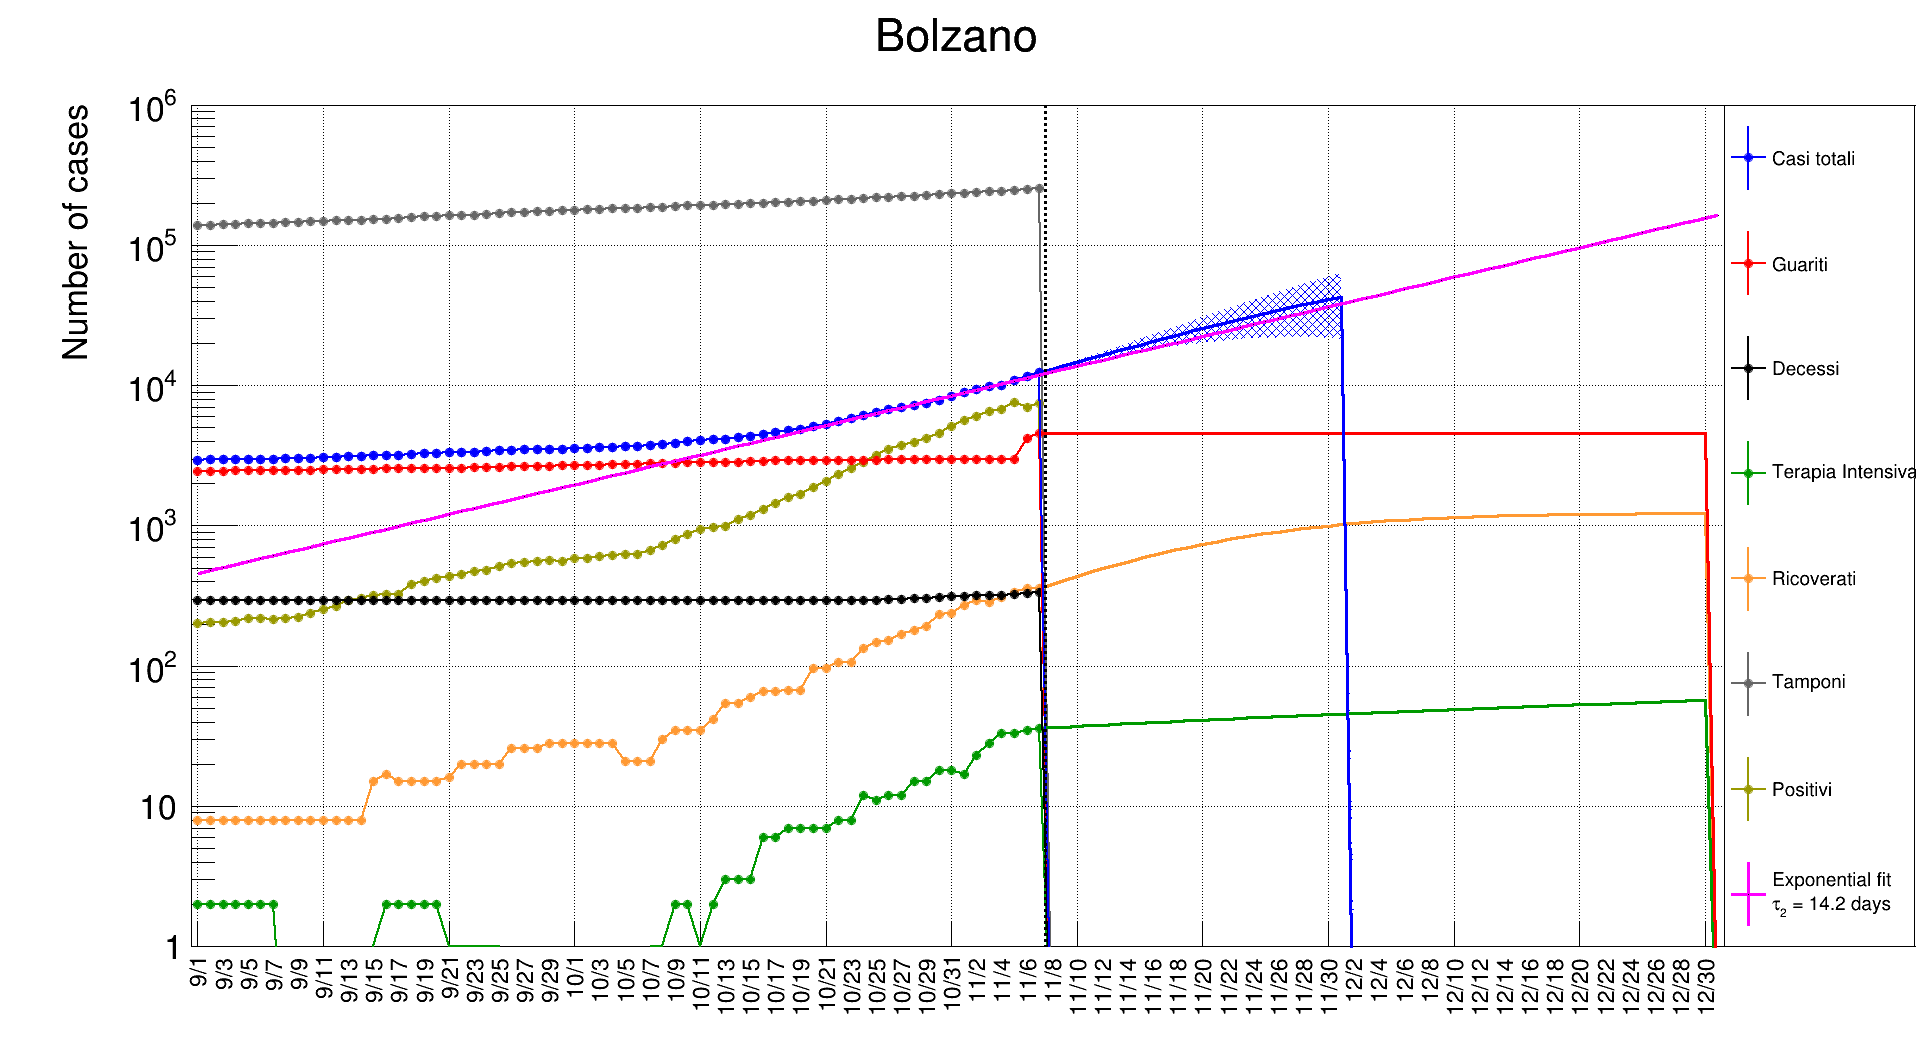 Bolzano
Number of cases
10^6
10^5
10^4
10^3
10^2
10
1
9/1 9/3 9/5 9/7 9/9 9/11 9/13 9/15 9/17 9/19 9/21 9/23 9/25 9/27 9/29 10/1 10/3 10/5 10/7 10/9 10/11 10/13 10/15 10/17 10/19 10/21 10/23 10/25 10/27 10/29 10/31 11/2 11/4 11/6 11/8 11/10 11/12 11/14 11/16 11/18 11/20 11/22 11/24 11/26 11/28 11/30 12/2 12/4 12/6 12/8 12/10 12/12 12/14 12/16 12/18 12/20 12/22 12/24 12/26 12/28 12/30
Casi totali
Guariti
Decessi
Terapia Intensiva
Ricoverati
Tamponi
Positivi
Exponential fit
τ₂ = 14.2 days